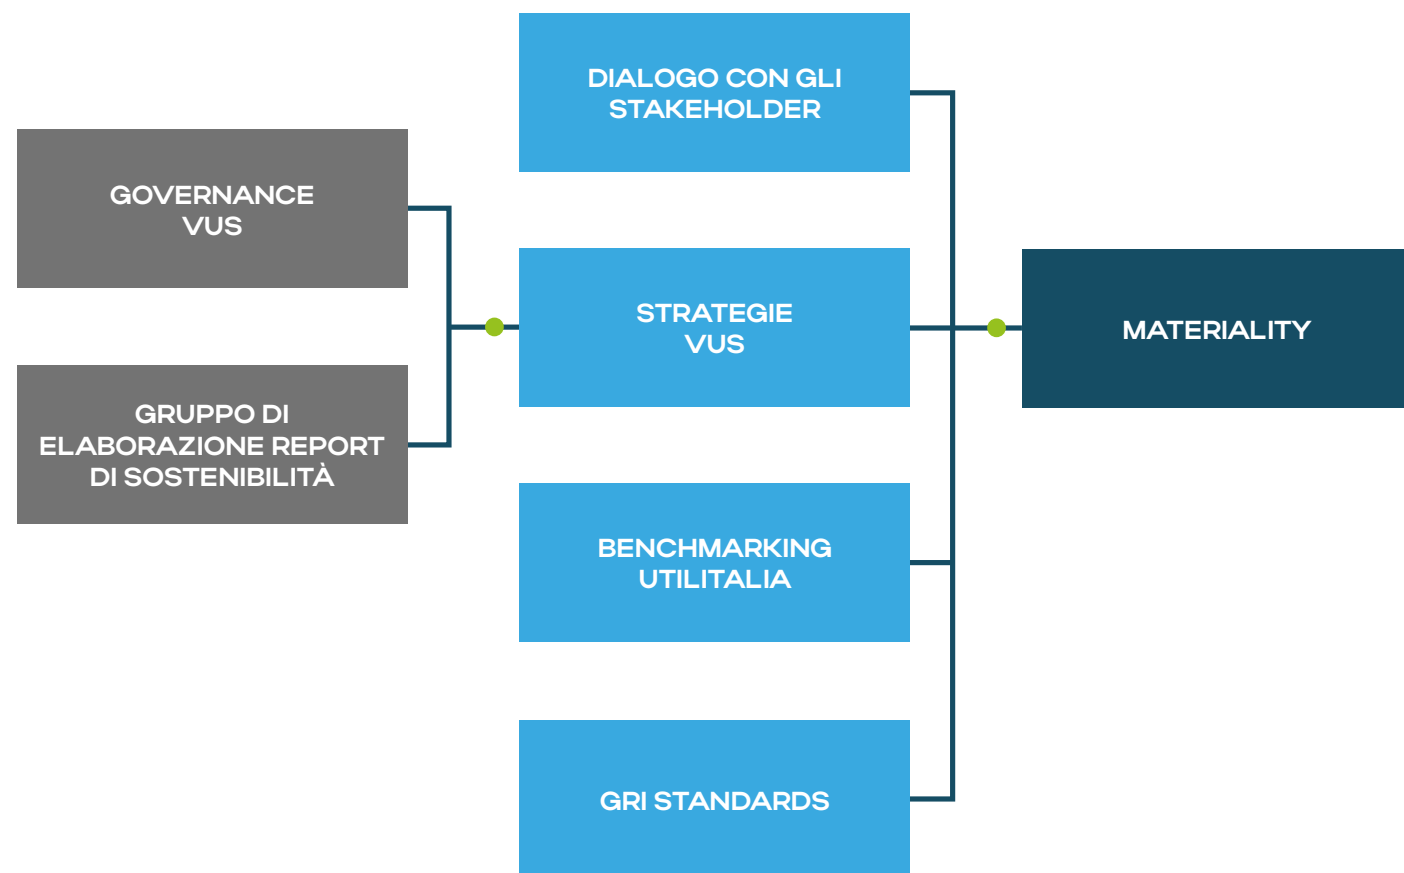 GOVERNANCE
VUS
GRUPPO DI
ELABORAZIONE REPORT
DI SOSTENIBILITÀ
DIALOGO CON GLI
STAKEHOLDER
STRATEGIE
VUS
BENCHMARKING
UTILITALIA
GRI STANDARDS
MATERIALITY